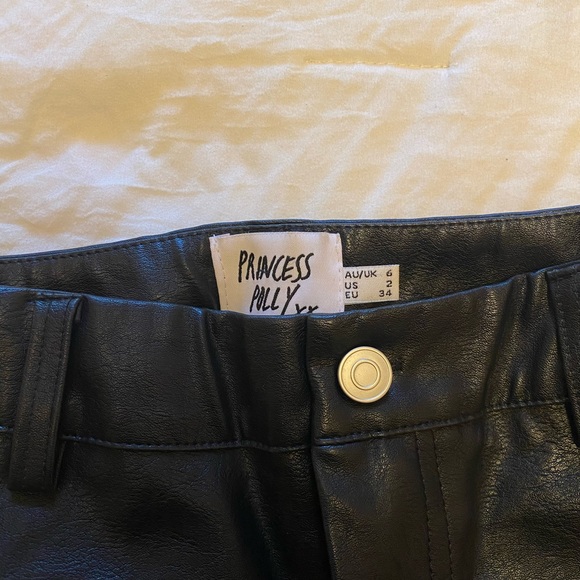 PRINCESS
POLLY
xx
AU/UK 6
US 2
EU 34